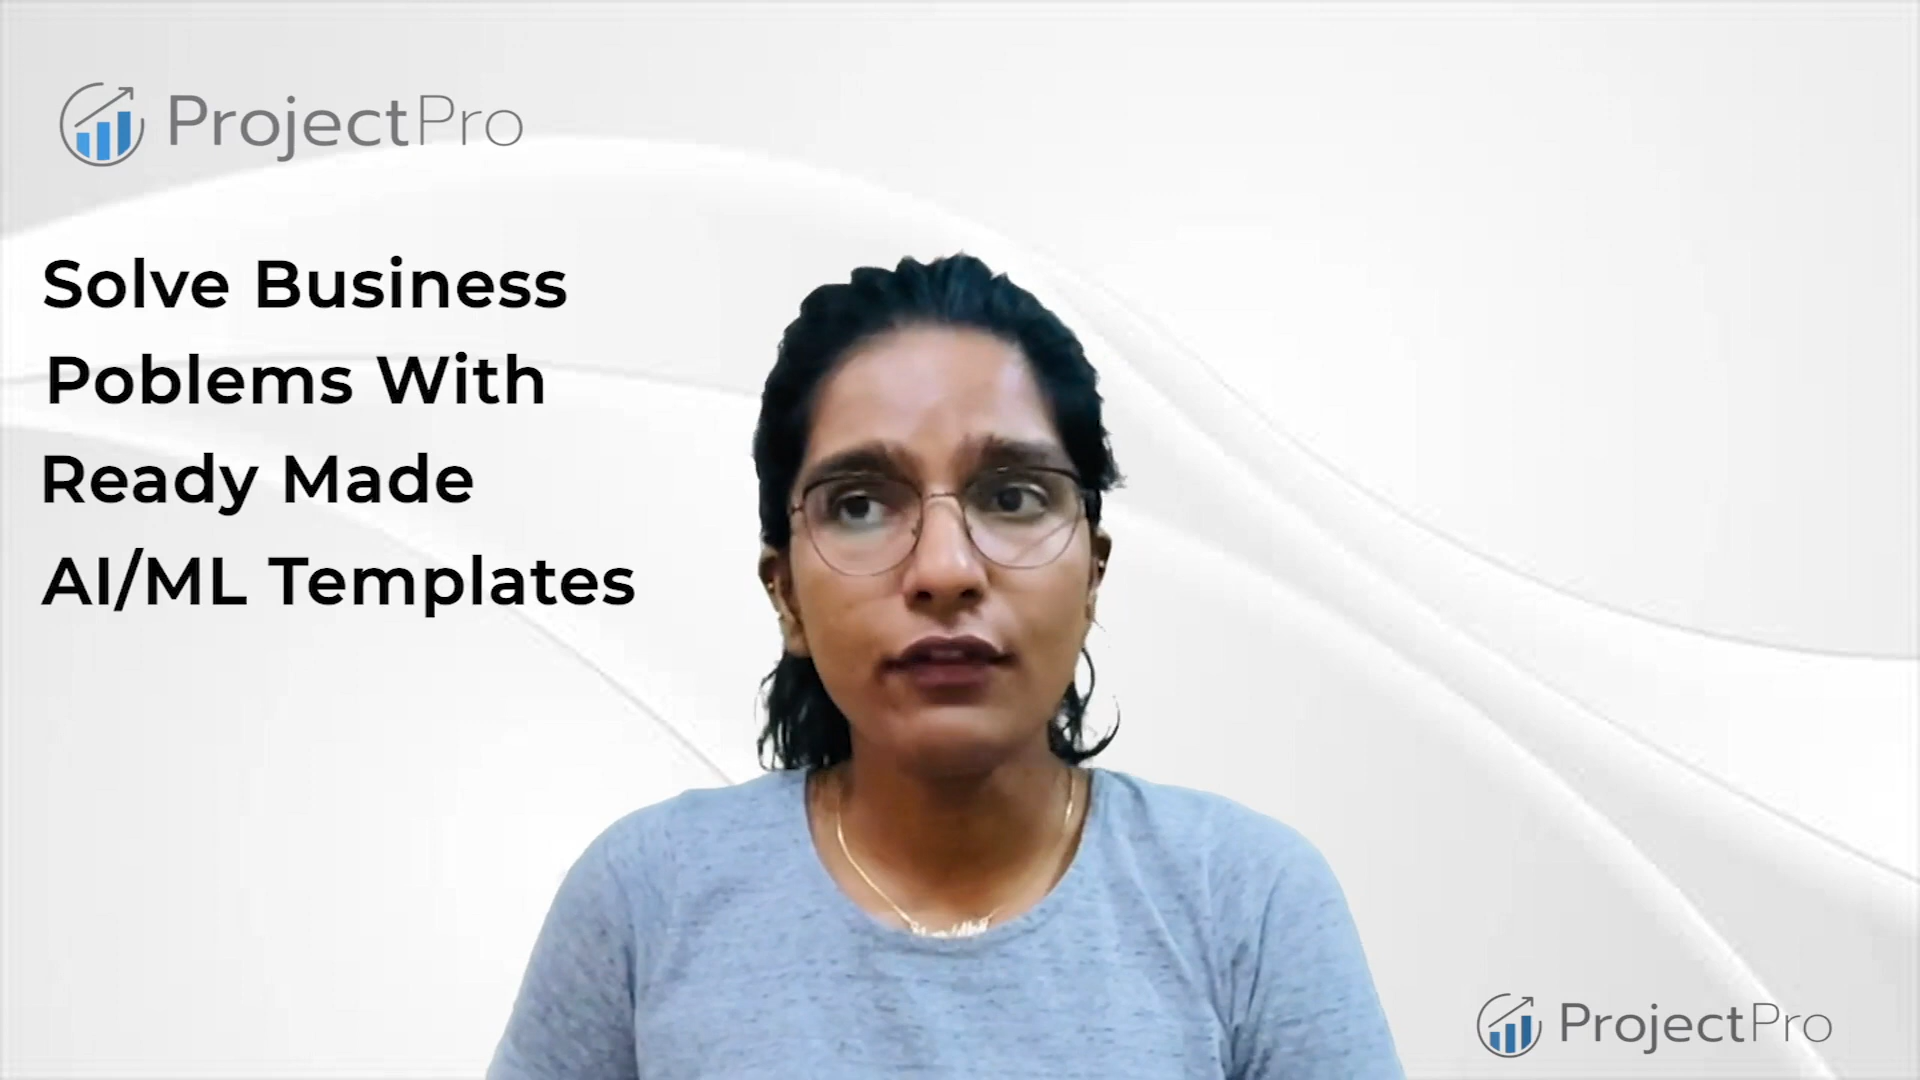 ProjectPro
Solve Business
Poblems With
Ready Made
AI/ML Templates
ProjectPro